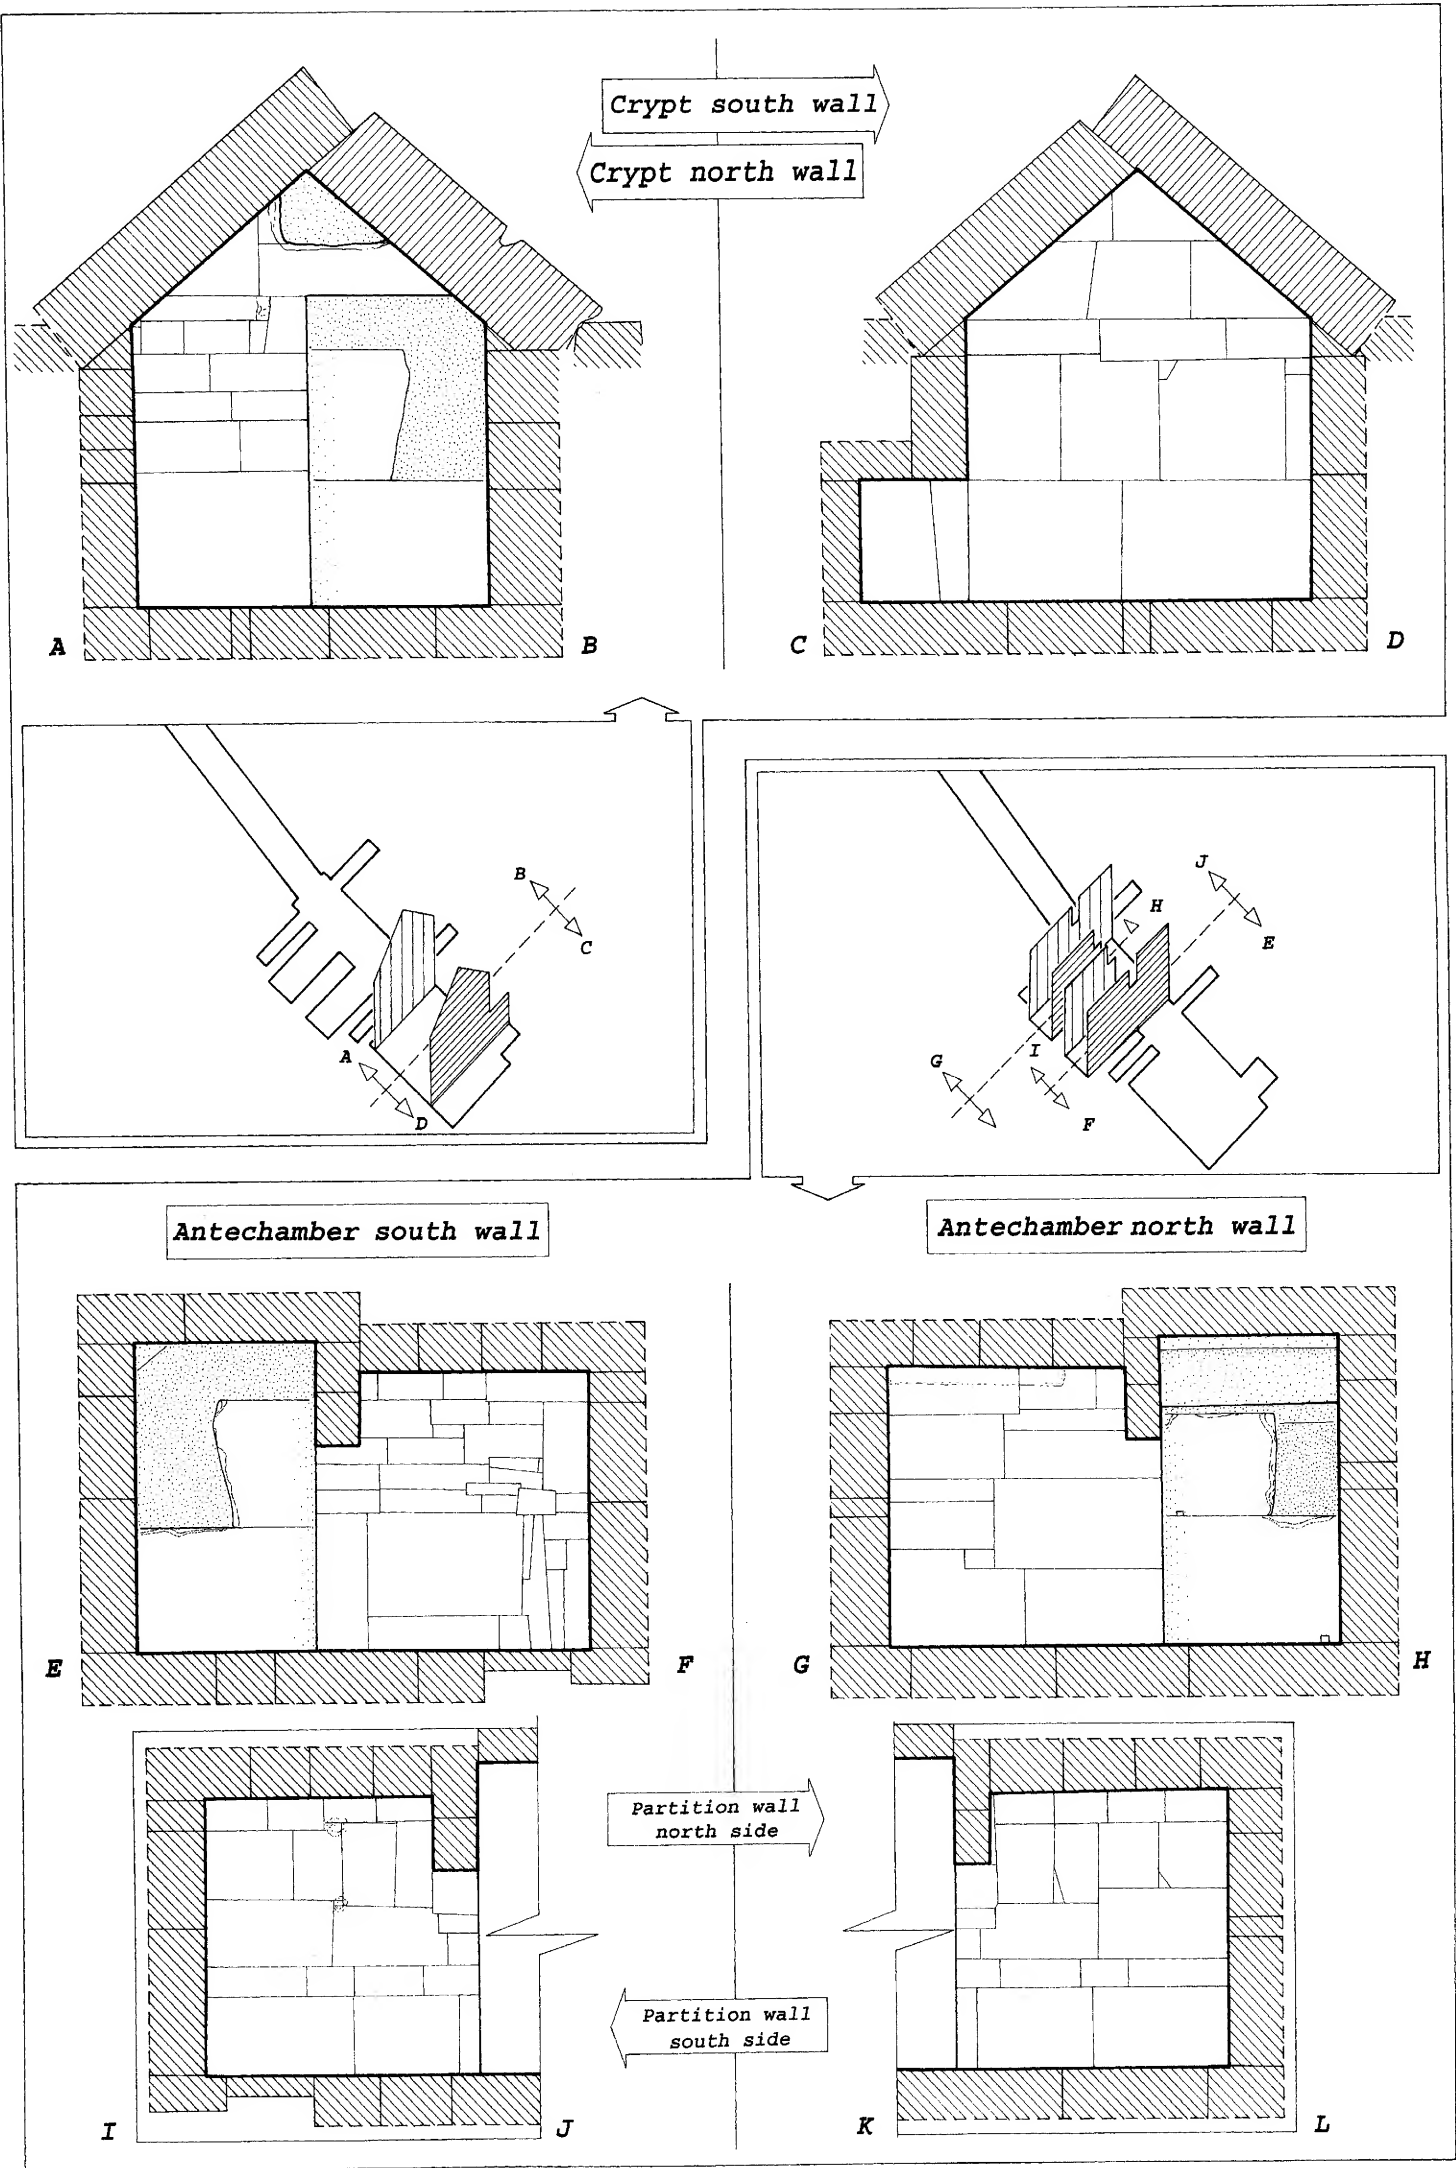 Crypt south wall
Crypt north wall
A
B
C
D
B
C
A
D
J
H
E
G
I
F
Antechamber south wall
Antechamber north wall
E
F
G
H
Partition wall
north side
Partition wall
south side
I
J
K
L